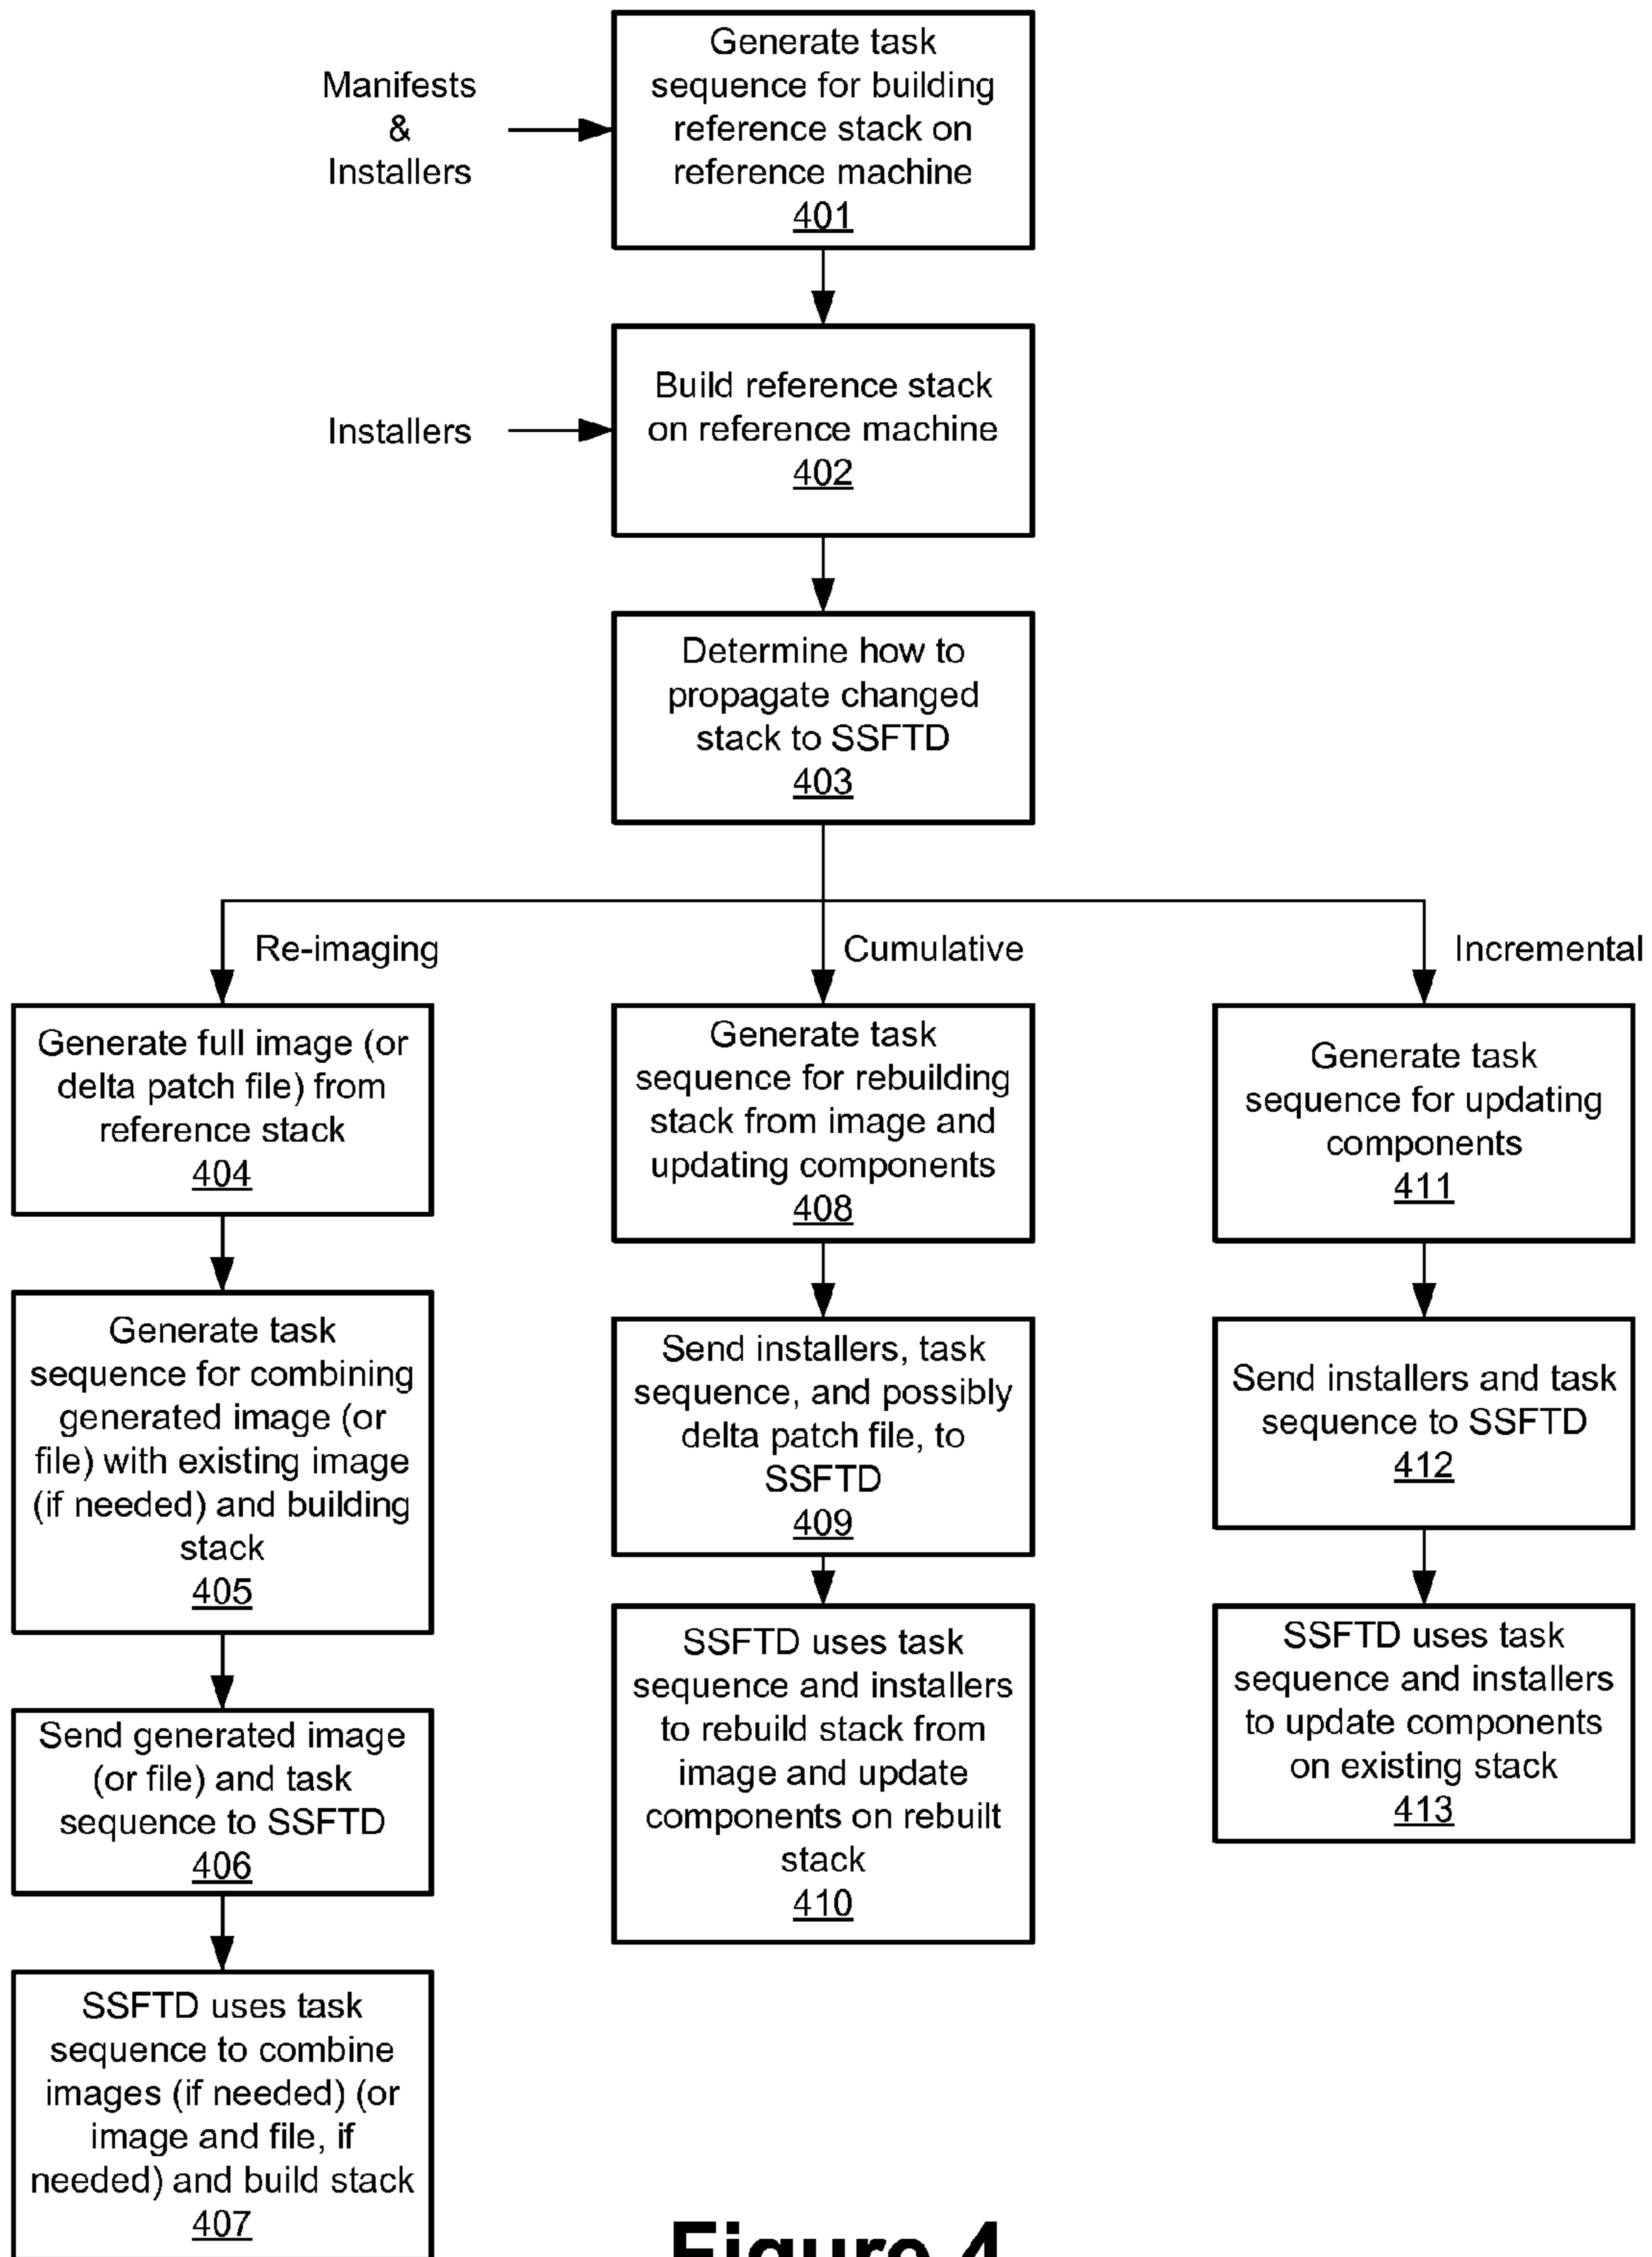 Manifests
&
Installers
Generate task
sequence for building
reference stack on
reference machine
401
Installers
Build reference stack
on reference machine
402
Determine how to
propagate changed
stack to SSFTD
403
Re-imaging
Cumulative
Incremental
Generate full image (or
delta patch file) from
reference stack
404
Generate task
sequence for combining
generated image (or
file) with existing image
(if needed) and building
stack
405
Send generated image
(or file) and task
sequence to SSFTD
406
SSFTD uses task
sequence to combine
images (if needed) (or
image and file, if
needed) and build stack
407
Generate task
sequence for rebuilding
stack from image and
updating components
408
Send installers, task
sequence, and possibly
delta patch file, to
SSFTD
409
SSFTD uses task
sequence and installers
to rebuild stack from
image and update
components on rebuilt
stack
410
Generate task
sequence for updating
components
411
Send installers and task
sequence to SSFTD
412
SSFTD uses task
sequence and installers
to update components
on existing stack
413
Figure 4